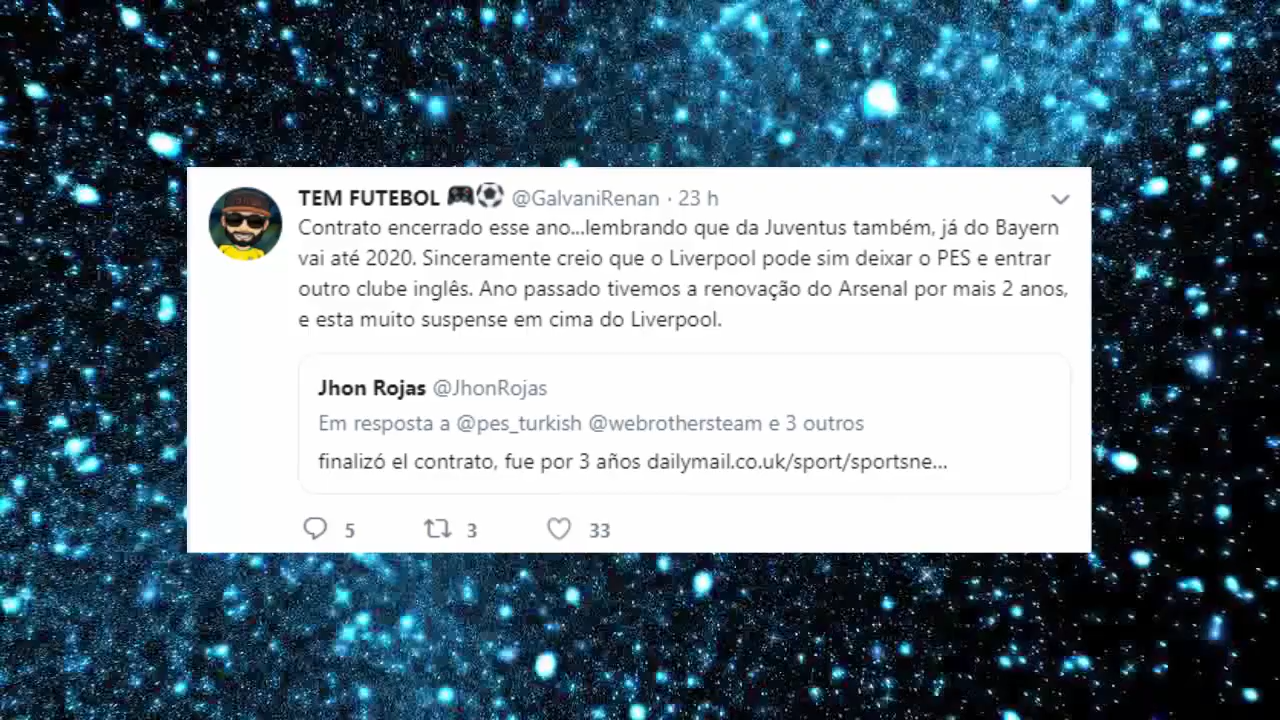 TEM FUTEBOL 🎮⚽ @GalvaniRenan · 23 h
Contrato encerrado esse ano...lembrando que da Juventus também, já do Bayern
vai até 2020. Sinceramente creio que o Liverpool pode sim deixar o PES e entrar
outro clube inglês. Ano passado tivemos a renovação do Arsenal por mais 2 anos,
e esta muito suspense em cima do Liverpool.
Jhon Rojas @JhonRojas
Em resposta a @pes_turkish @webrothersteam e 3 outros
finalizó el contrato, fue por 3 años dailymail.co.uk/sport/sportsne...
5 3 33